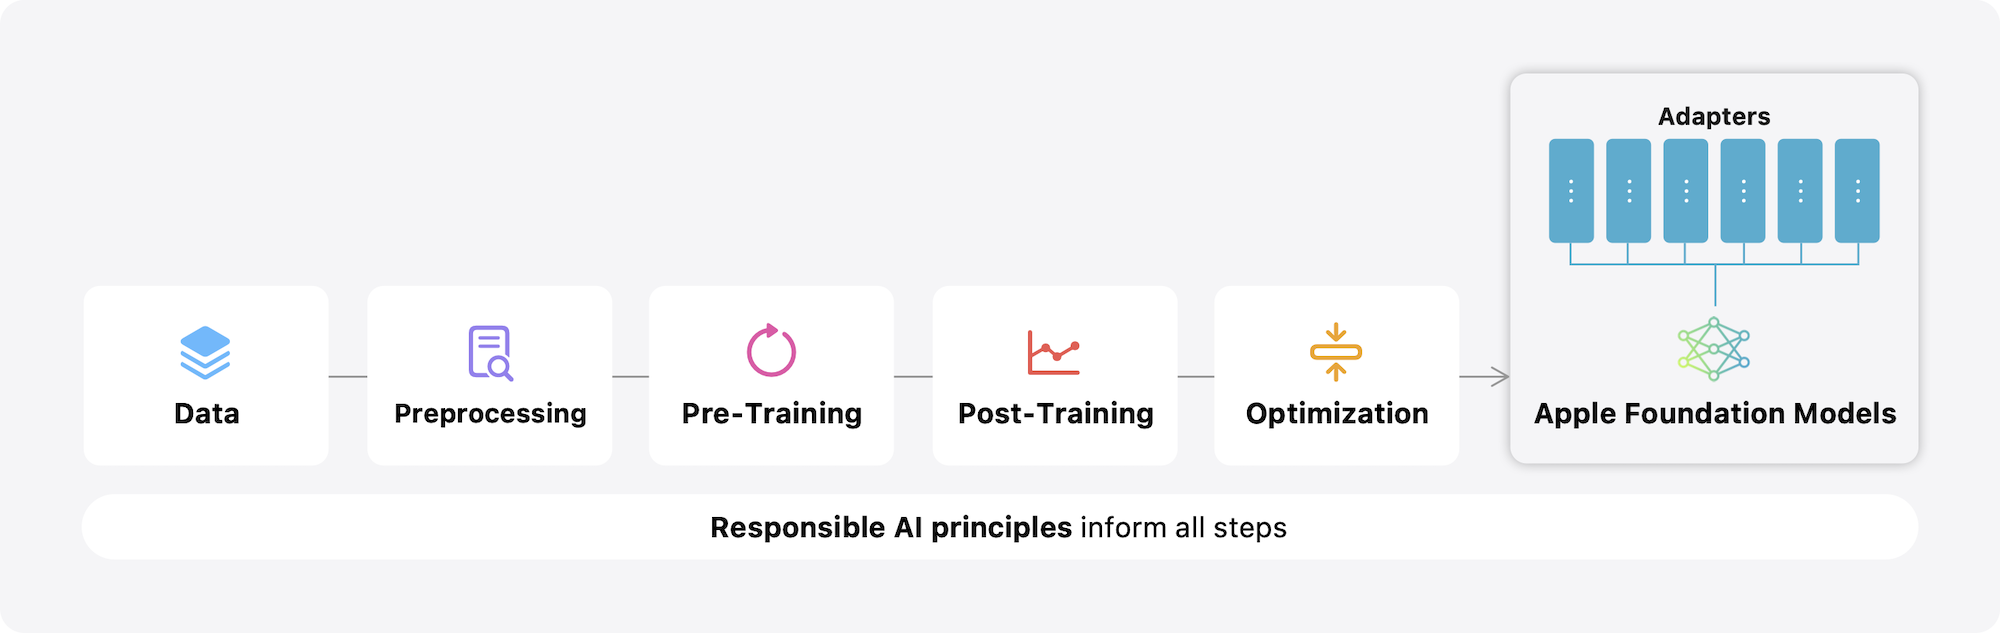 Adapters
Data
Preprocessing
Pre-Training
Post-Training
Optimization
Apple Foundation Models
Responsible AI principles inform all steps